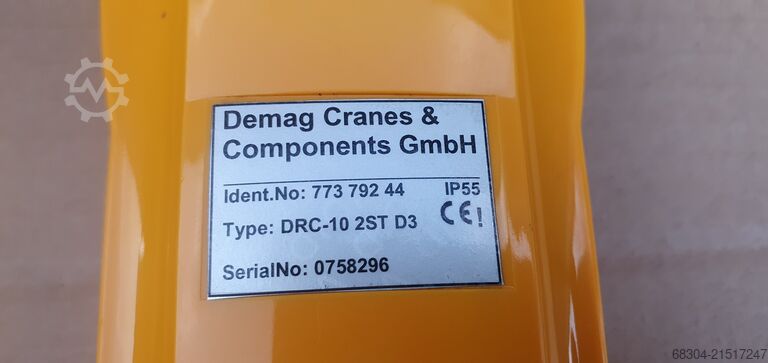 Demag Cranes &
Components GmbH
Ident.No: 773 792 44 IP55
Type: DRC-10 2ST D3 CE!
SerialNo: 0758296
68304-21517247